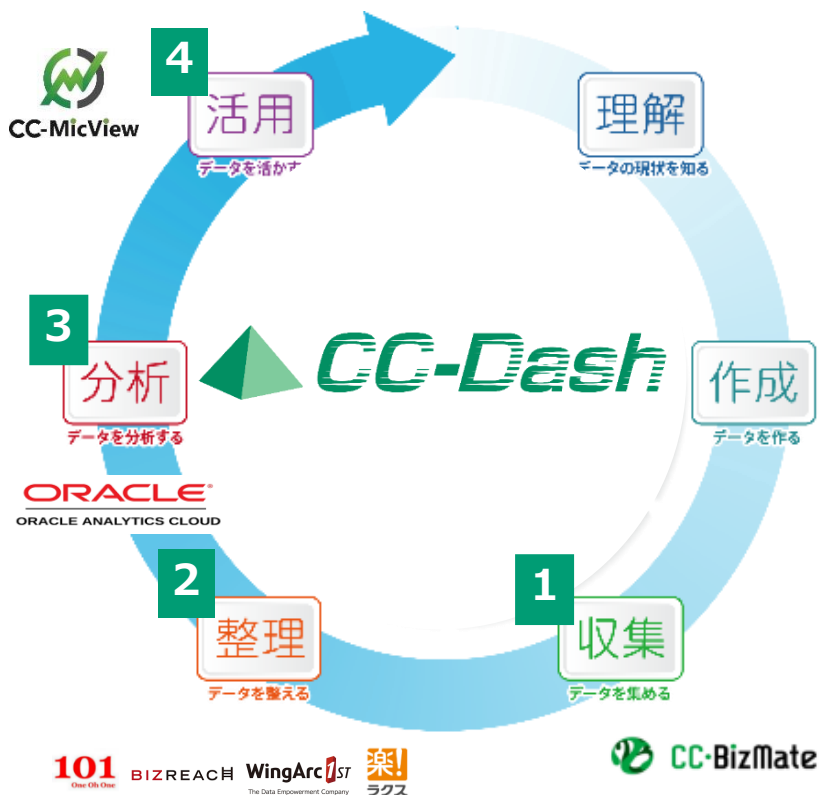 4
活用
データを活かす
CC-MicView
理解
データの現状を知る
3
分析
データを分析する
CC-Dash
作成
データを作る
ORACLE
ORACLE ANALYTICS CLOUD
2
整理
データを整える
1
収集
データを集める
101
One Oh One
BIZREACH
WingArc1ST
The Data Empowerment Company
楽!
ラクス
CC-BizMate